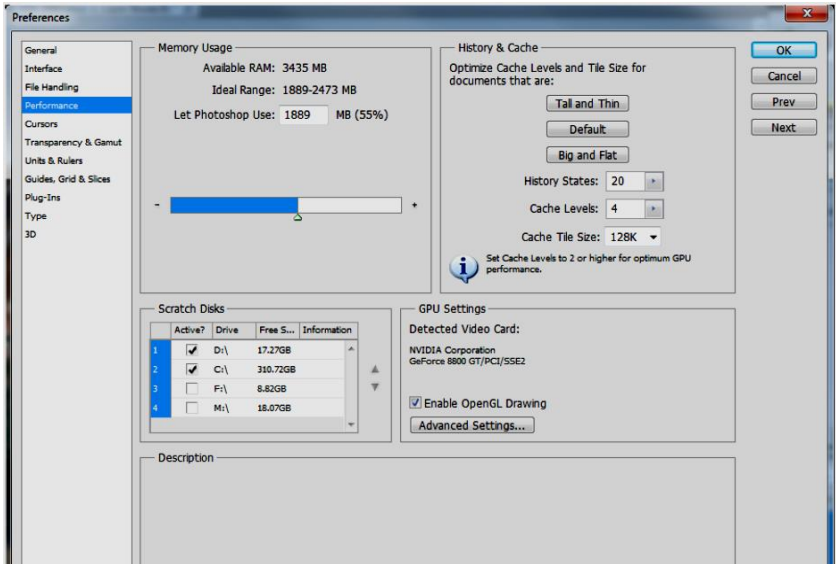 Preferences
General
Interface
File Handling
Performance
Cursors
Transparency & Gamut
Units & Rulers
Guides, Grid & Slices
Plug-Ins
Type
3D
Memory Usage
Available RAM: 3435 MB
Ideal Range: 1889-2473 MB
Let Photoshop Use: 1889 MB (55%)
- +
History & Cache
Optimize Cache Levels and Tile Size for
documents that are:
Tall and Thin
Default
Big and Flat
History States: 20
Cache Levels: 4
Cache Tile Size: 128K
Set Cache Levels to 2 or higher for optimum GPU
performance.
OK
Cancel
Prev
Next
Scratch Disks
Active? Drive Free S... Information
1 D:\ 17.27GB
2 C:\ 310.72GB
3 F:\ 8.82GB
4 M:\ 18.07GB
GPU Settings
Detected Video Card:
NVIDIA Corporation
GeForce 8800 GT/PCI/SSE2
Enable OpenGL Drawing
Advanced Settings...
Description